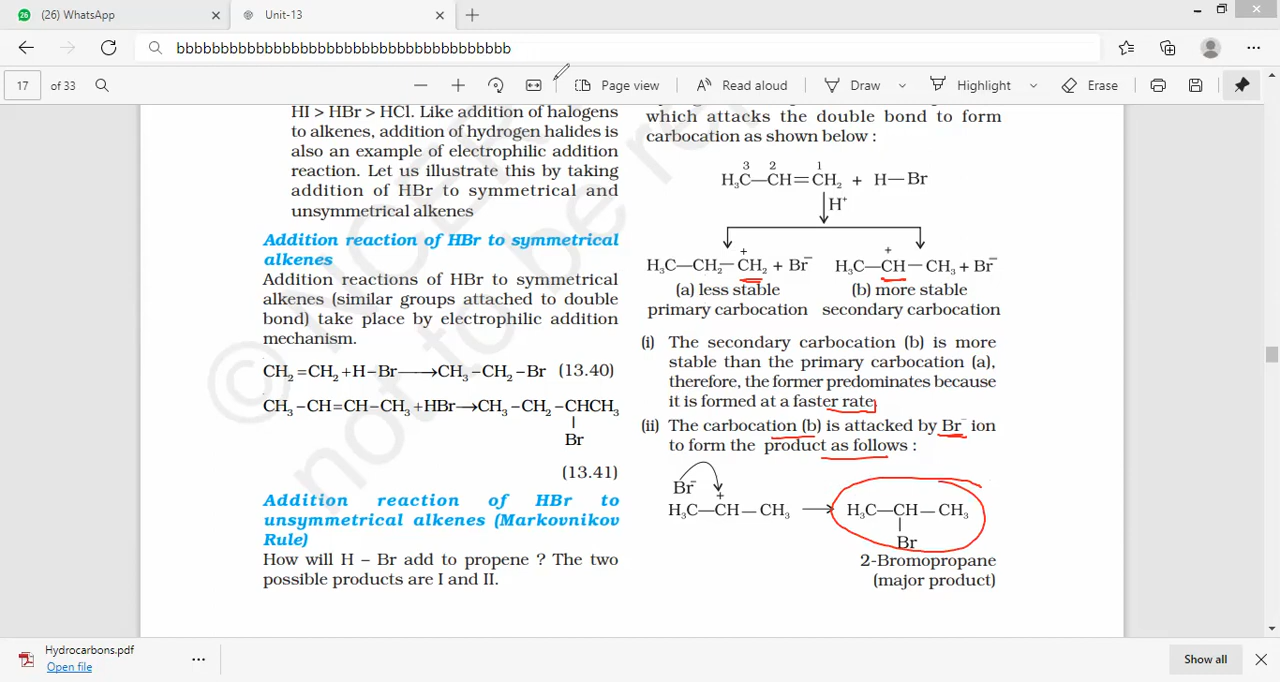 26 (26) WhatsApp
Unit-13
bbbbbbbbbbbbbbbbbbbbbbbbbbbbbbbbbbbbb
17 of 33
Page view
Read aloud
Draw
Highlight
Erase
HI > HBr > HCl. Like addition of halogens
to alkenes, addition of hydrogen halides is
also an example of electrophilic addition
reaction. Let us illustrate this by taking
addition of HBr to symmetrical and
unsymmetrical alkenes
Addition reaction of HBr to symmetrical
alkenes
Addition reactions of HBr to symmetrical
alkenes (similar groups attached to double
bond) take place by electrophilic addition
mechanism.
CH₂=CH₂+H–Br⟶CH₃–CH₂–Br (13.40)
CH₃–CH=CH–CH₃+HBr→CH₃–CH₂–CHCH₃
Br
(13.41)
Addition reaction of HBr to
unsymmetrical alkenes (Markovnikov
Rule)
How will H – Br add to propene ? The two
possible products are I and II.
which attacks the double bond to form
carbocation as shown below :
3 2 1
H₃C—CH=CH₂ + H—Br
H⁺
H₃C—CH₂—C⁺H₂ + Br⁻ H₃C—C⁺H—CH₃ + Br⁻
(a) less stable (b) more stable
primary carbocation secondary carbocation
(i) The secondary carbocation (b) is more
stable than the primary carbocation (a),
therefore, the former predominates because
it is formed at a faster rate.
(ii) The carbocation (b) is attacked by Br⁻ ion
to form the product as follows :
Br⁻
H₃C—C⁺H—CH₃ ⟶ H₃C—CH—CH₃
Br
2-Bromopropane
(major product)
© NCERT
not to be re
Hydrocarbons.pdf
Open file
Show all